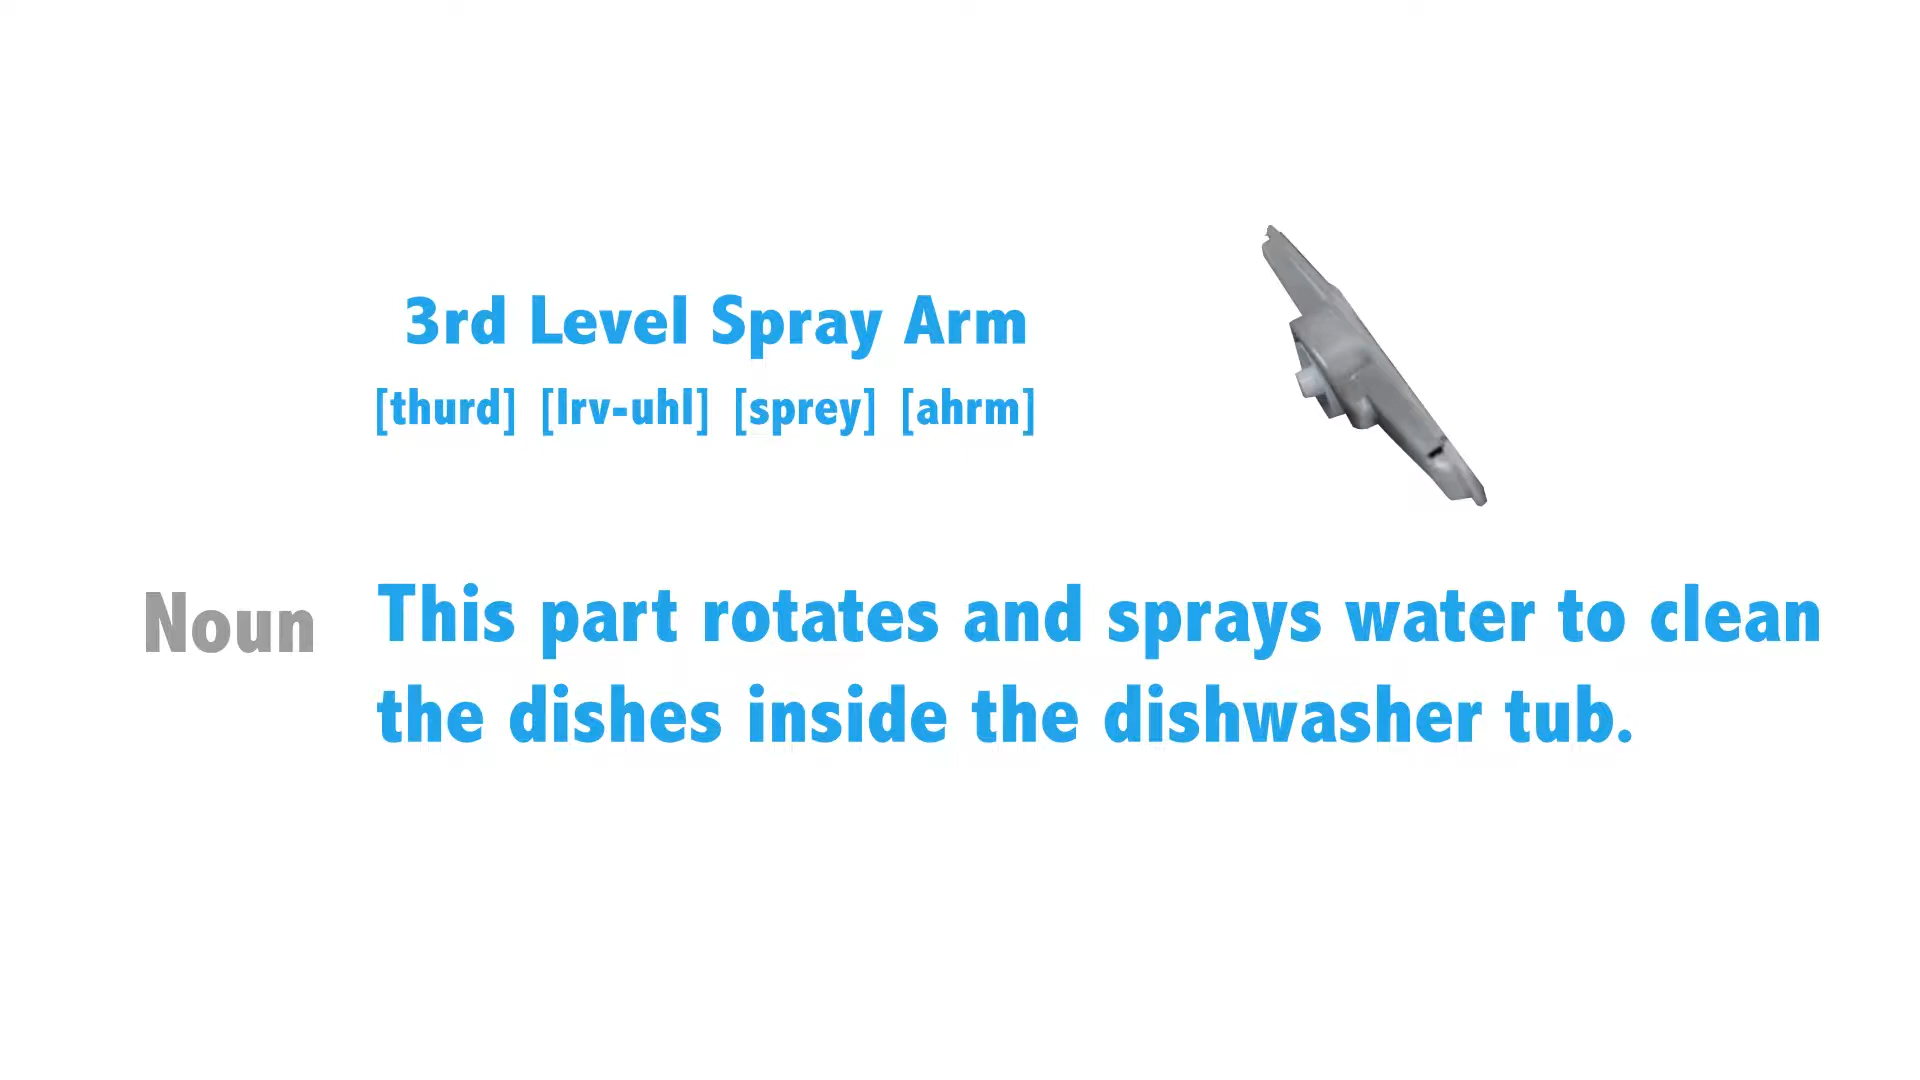 3rd Level Spray Arm
[thurd] [lrv-uhl] [sprey] [ahrm]
Noun This part rotates and sprays water to clean
the dishes inside the dishwasher tub.